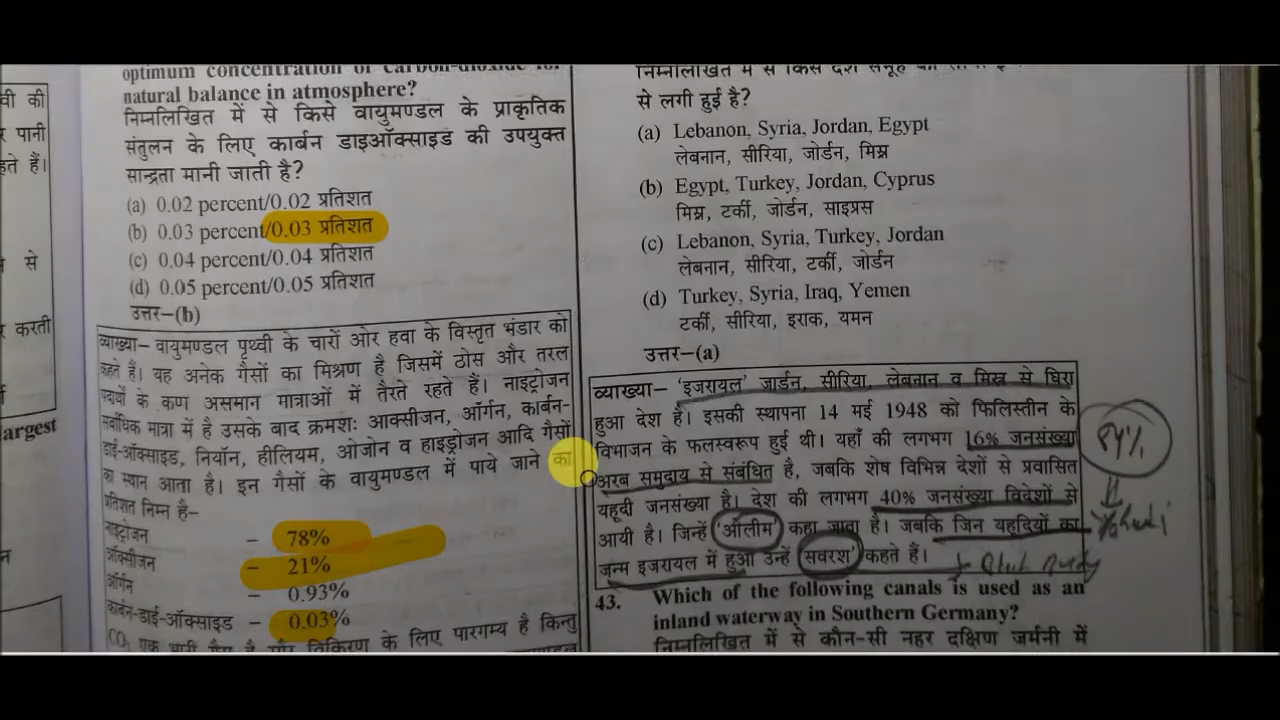 वी की
पानी
हते हैं।
से
करती
argest
optimum concentration of carbon-dioxide for
natural balance in atmosphere?
निम्नलिखित में से किसे वायुमण्डल के प्राकृतिक
संतुलन के लिए कार्बन डाइऑक्साइड की उपयुक्त
सान्द्रता मानी जाती है?
(a) 0.02 percent/0.02 प्रतिशत
(b) 0.03 percent/0.03 प्रतिशत
(c) 0.04 percent/0.04 प्रतिशत
(d) 0.05 percent/0.05 प्रतिशत
उत्तर–(b)
व्याख्या– वायुमण्डल पृथ्वी के चारों ओर हवा के विस्तृत भंडार को
कहते हैं। यह अनेक गैसों का मिश्रण है जिसमें ठोस और तरल
पदार्थों के कण असमान मात्राओं में तैरते रहते हैं। नाइट्रोजन
सर्वाधिक मात्रा में है उसके बाद क्रमशः आक्सीजन, ऑर्गन, कार्बन-
डाई-ऑक्साइड, नियॉन, हीलियम, ओजोन व हाइड्रोजन आदि गैसों
का स्थान आता है। इन गैसों के वायुमण्डल में पाये जाने का
प्रतिशत निम्न है–
नाइट्रोजन – 78%
ऑक्सीजन – 21%
ऑर्गन – 0.93%
कार्बन-डाई-ऑक्साइड – 0.03%
CO₂ एक भारी गैस है और विकिरण के लिए पारगम्य है किन्तु
निम्नलिखित में से किस देश समूह की सीमा
से लगी हुई है?
(a) Lebanon, Syria, Jordan, Egypt
लेबनान, सीरिया, जोर्डन, मिस्र
(b) Egypt, Turkey, Jordan, Cyprus
मिस्र, टर्की, जोर्डन, साइप्रस
(c) Lebanon, Syria, Turkey, Jordan
लेबनान, सीरिया, टर्की, जोर्डन
(d) Turkey, Syria, Iraq, Yemen
टर्की, सीरिया, इराक, यमन
उत्तर–(a)
व्याख्या– 'इजरायल' जार्डन, सीरिया, लेबनान व मिस्र से घिरा
हुआ देश है। इसकी स्थापना 14 मई 1948 को फिलिस्तीन के
विभाजन के फलस्वरूप हुई थी। यहाँ की लगभग 16% जनसंख्या
अरब समुदाय से संबंधित है, जबकि शेष विभिन्न देशों से प्रवासित
यहूदी जनसंख्या है। देश की लगभग 40% जनसंख्या विदेशों से
आयी है। जिन्हें 'ओलीम' कहा जाता है। जबकि जिन यहूदियों का
जन्म इजरायल में हुआ उन्हें 'सवरश' कहते हैं।
84%
Yahudi
43. Which of the following canals is used as an
inland waterway in Southern Germany?
निम्नलिखित में से कौन-सी नहर दक्षिण जर्मनी में